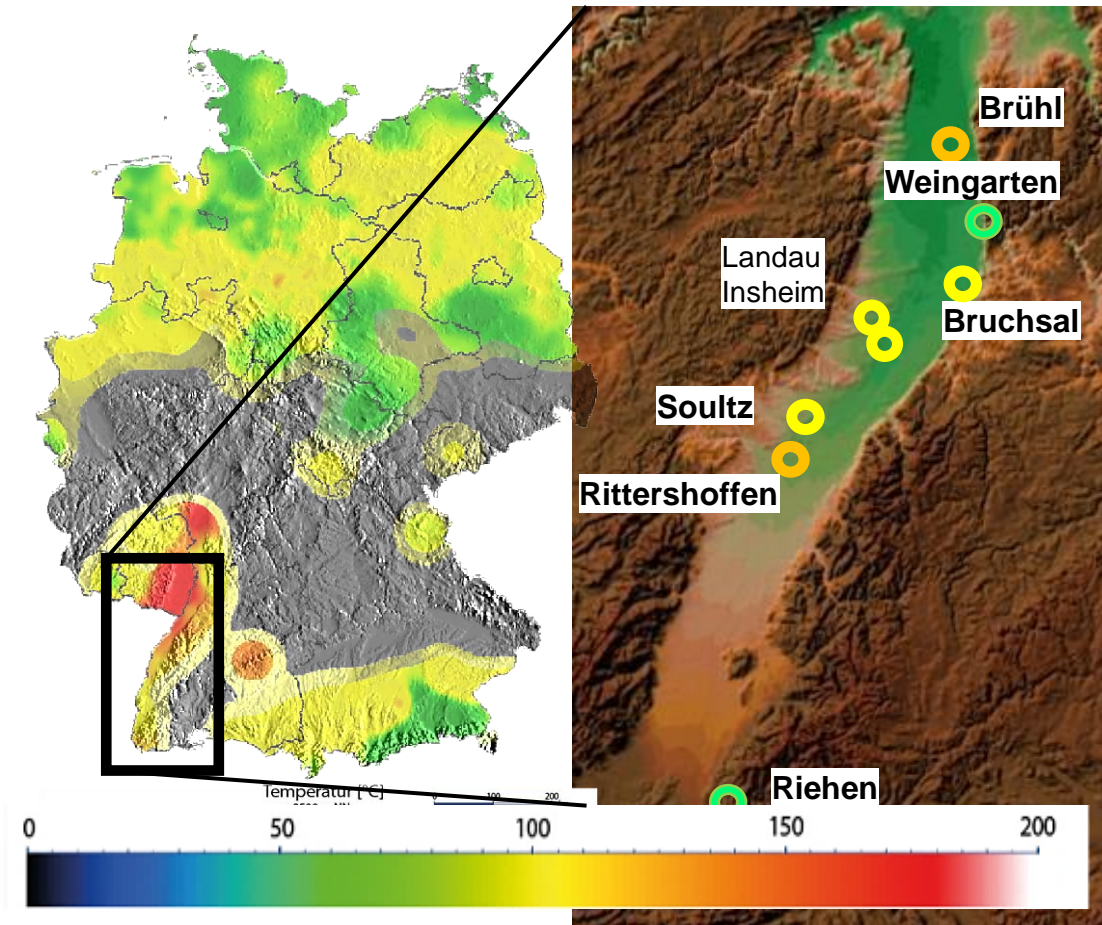 Brühl
Weingarten
Landau
Insheim
Bruchsal
Soultz
Rittershoffen
Riehen
Temperatur [°C]
100 200
0 50 100 150 200